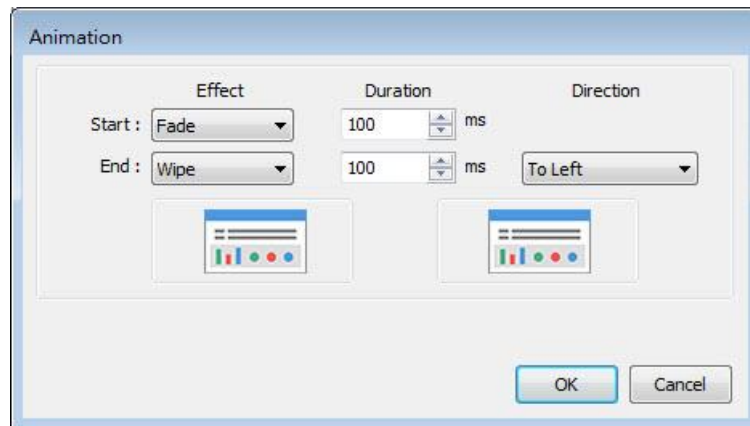 Animation
Effect Duration Direction
Start : Fade 100 ms
End : Wipe 100 ms To Left
OK Cancel